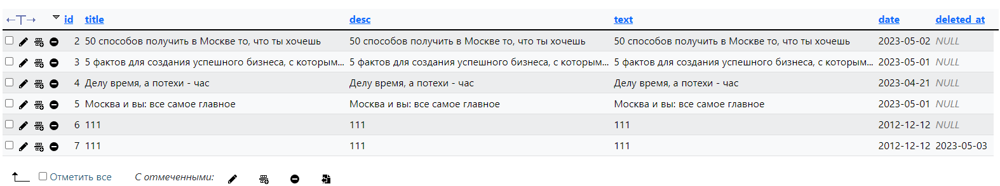 id title desc text date deleted_at
2 50 способов получить в Москве то, что ты хочешь 50 способов получить в Москве то, что ты хочешь 50 способов получить в Москве то, что ты хочешь 2023-05-02 NULL
3 5 фактов для создания успешного бизнеса, с которым... 5 фактов для создания успешного бизнеса, с которым... 5 фактов для создания успешного бизнеса, с которым... 2023-05-01 NULL
4 Делу время, а потехи - час Делу время, а потехи - час Делу время, а потехи - час 2023-04-21 NULL
5 Москва и вы: все самое главное Москва и вы: все самое главное Москва и вы: все самое главное 2023-05-01 NULL
6 111 111 111 2012-12-12 NULL
7 111 111 111 2012-12-12 2023-05-03
Отметить все С отмеченными: